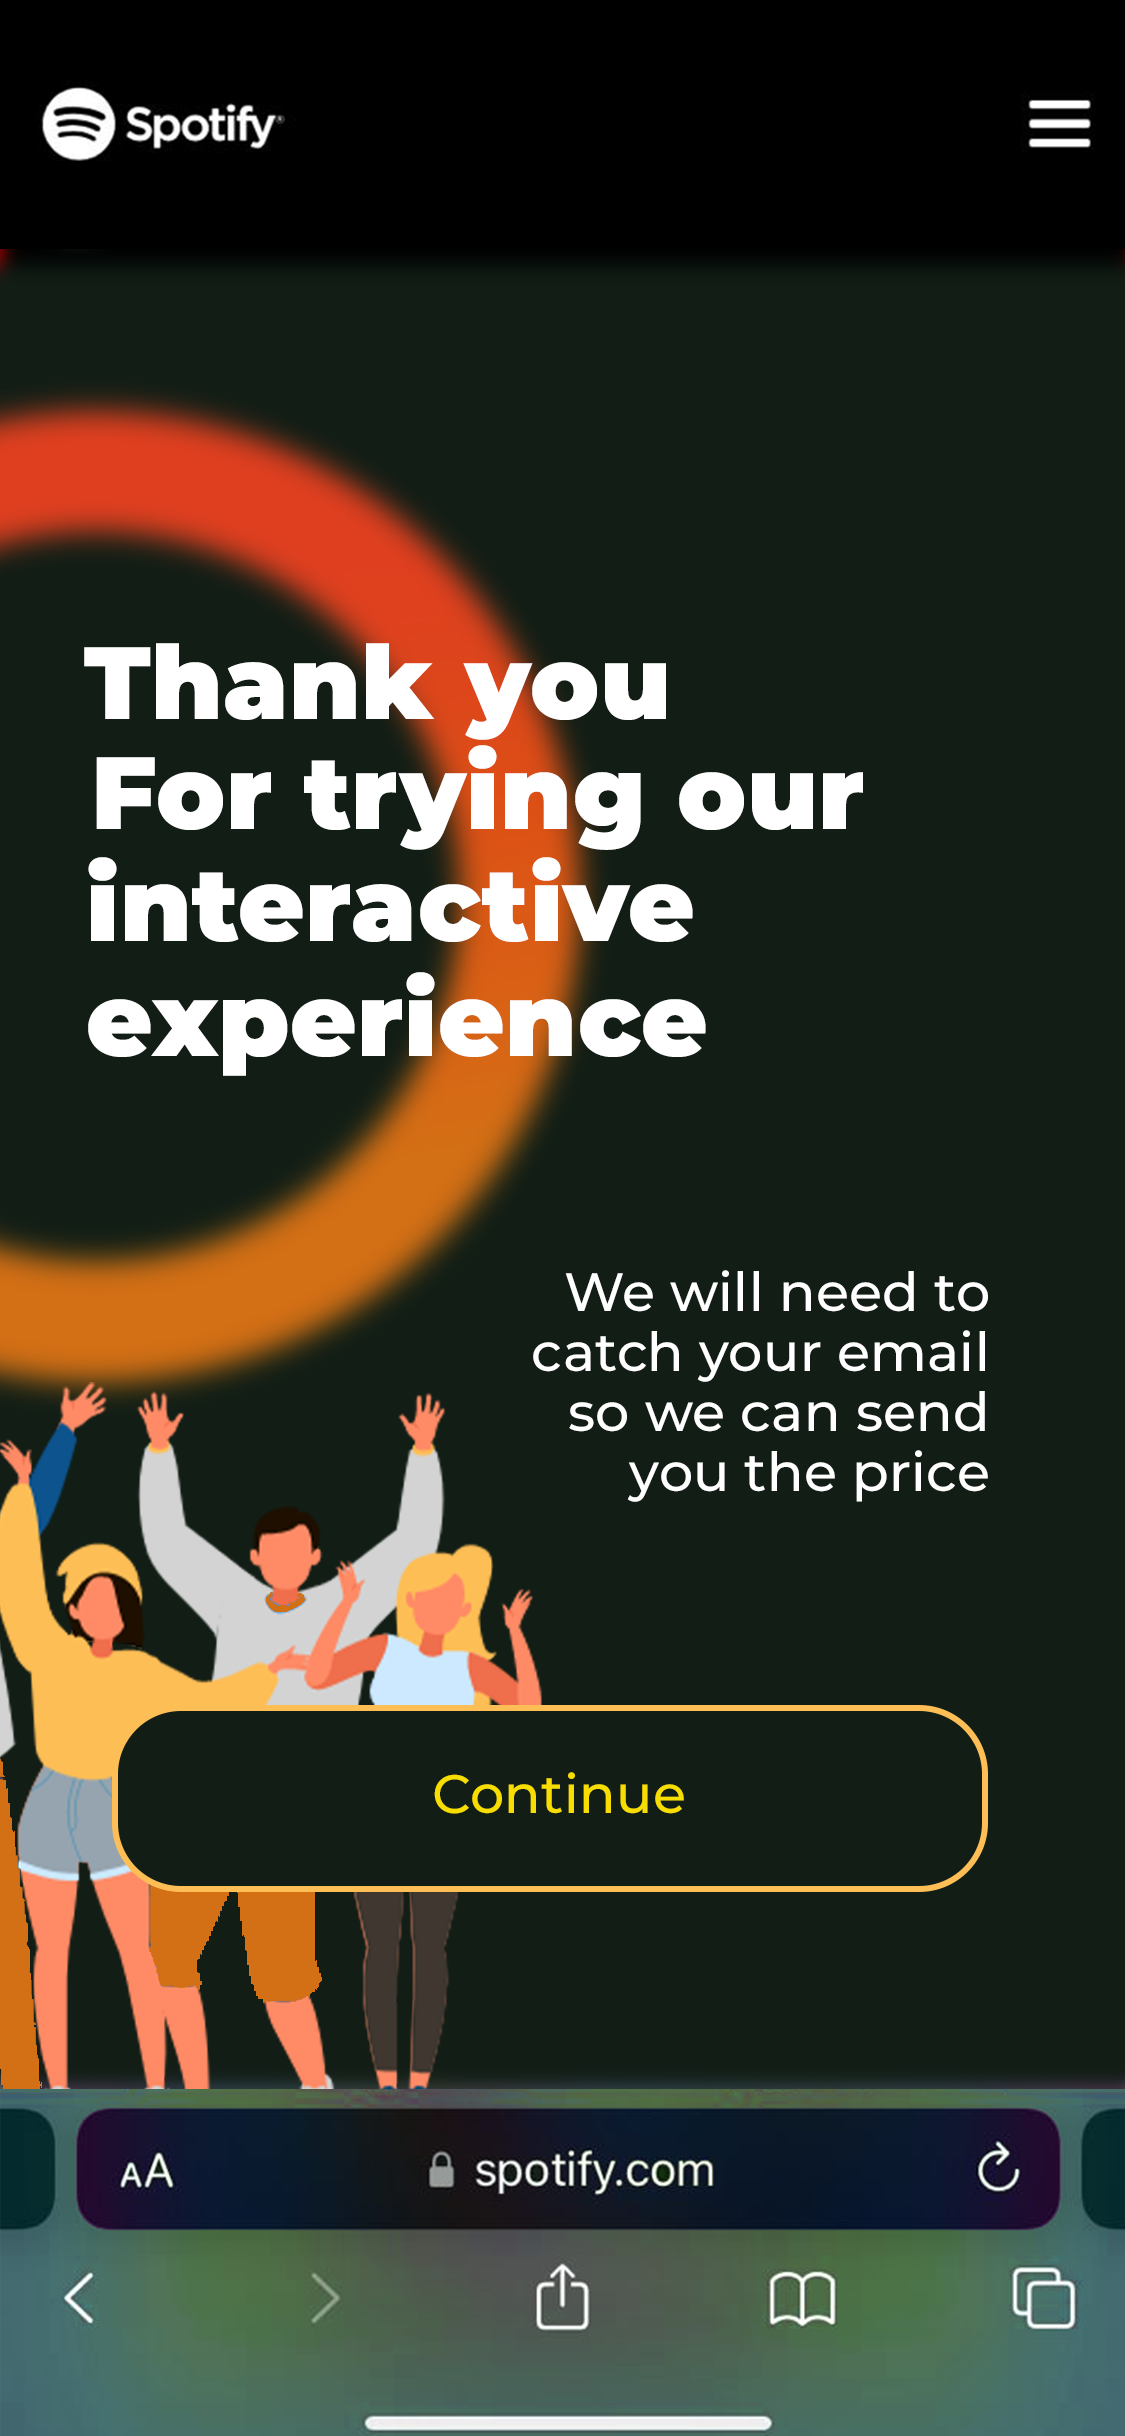 Spotify
Thank you
For trying our
interactive
experience
We will need to
catch your email
so we can send
you the price
Continue
AA spotify.com